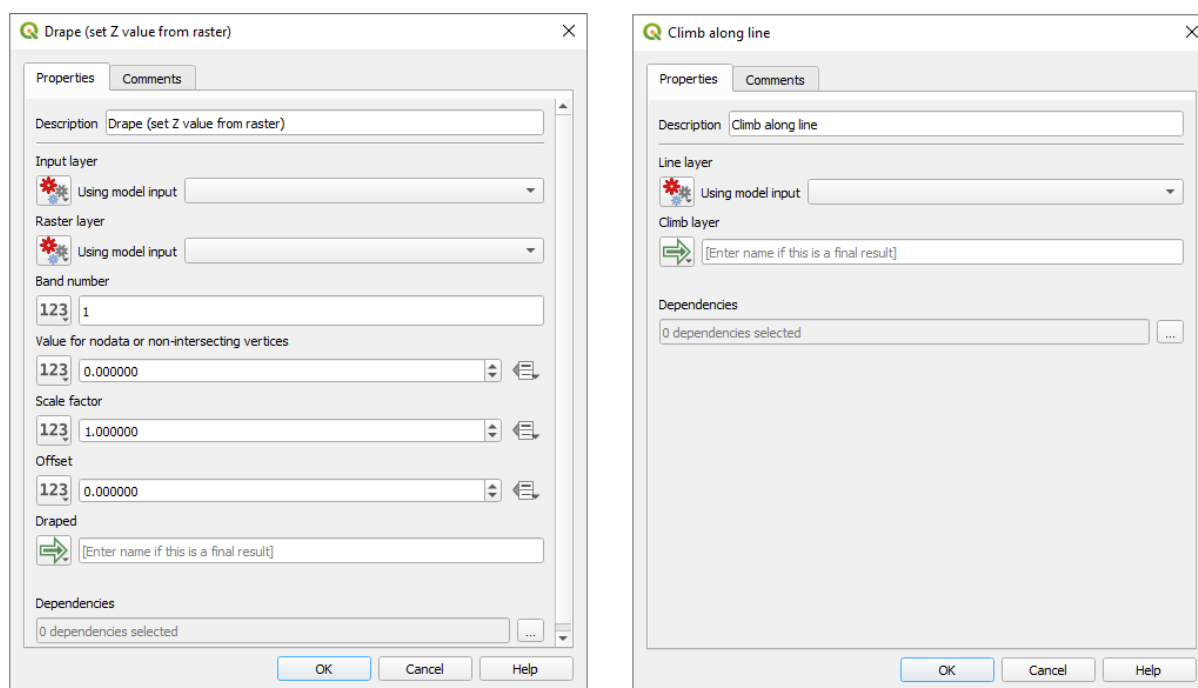 Drape (set Z value from raster)
Properties
Comments
Description Drape (set Z value from raster)
Input layer
Using model input
Raster layer
Using model input
Band number
123 1
Value for nodata or non-intersecting vertices
123 0.000000
Scale factor
123 1.000000
Offset
123 0.000000
Draped
[Enter name if this is a final result]
Dependencies
0 dependencies selected
...
OK
Cancel
Help
Climb along line
Properties
Comments
Description Climb along line
Line layer
Using model input
Climb layer
[Enter name if this is a final result]
Dependencies
0 dependencies selected
...
OK
Cancel
Help